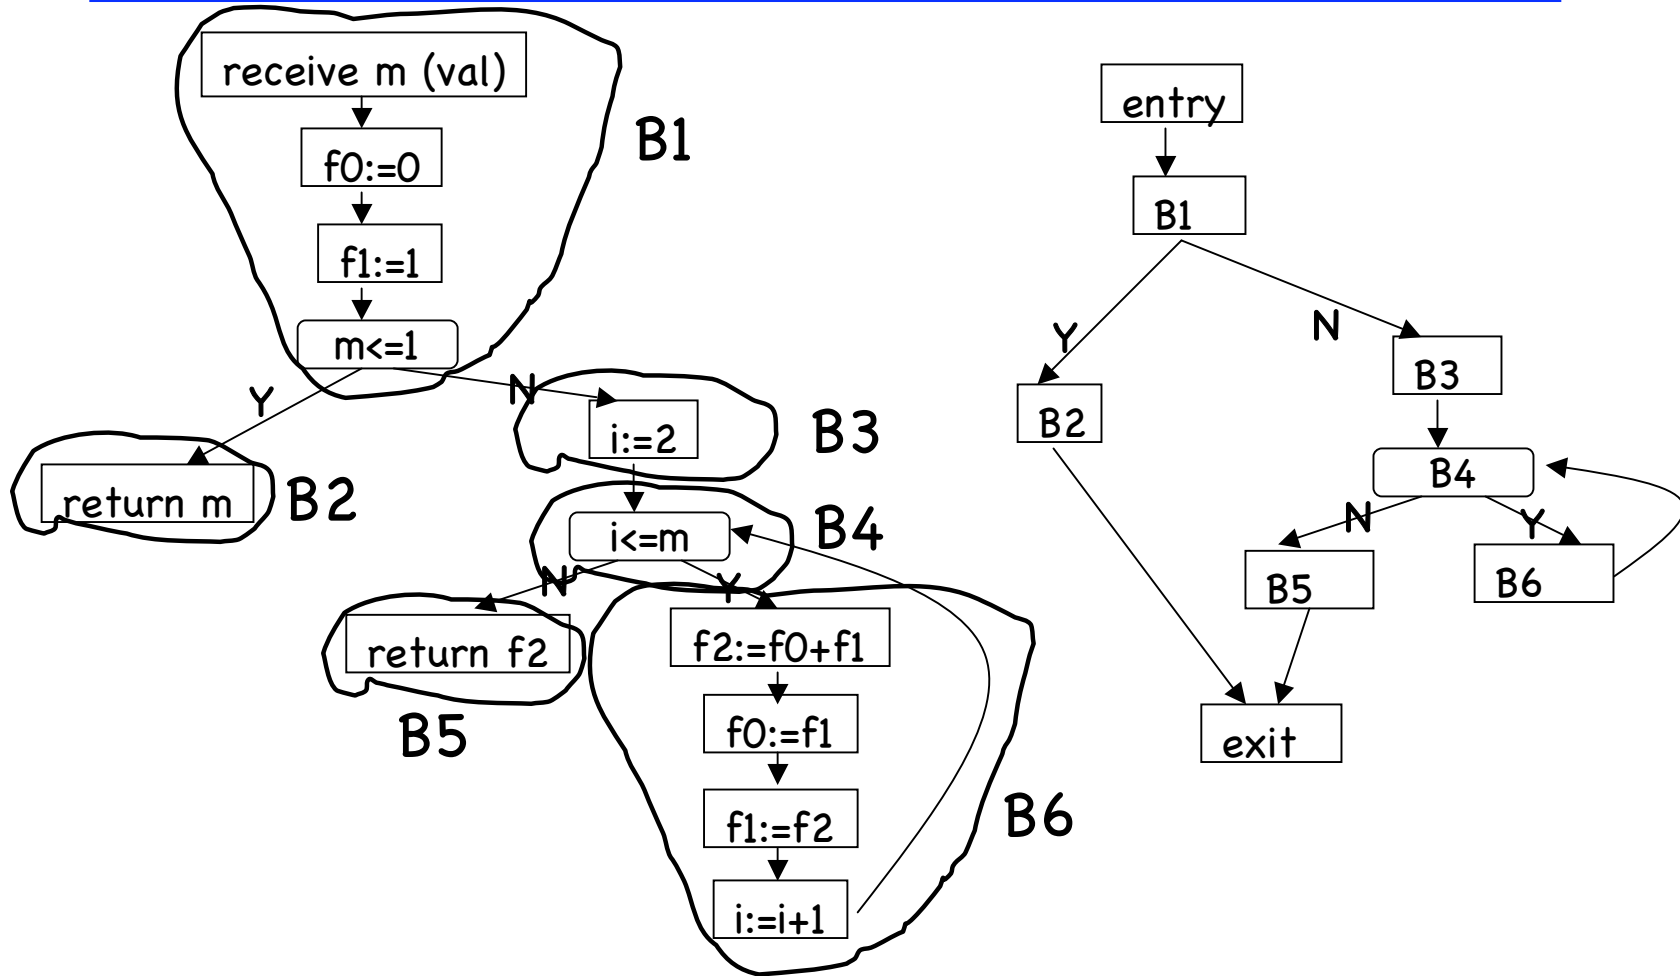 receive m (val)
f0:=0
f1:=1
m<=1
B1
Y
N
return m
B2
i:=2
B3
i<=m
B4
N
Y
return f2
B5
f2:=f0+f1
f0:=f1
f1:=f2
i:=i+1
B6
entry
B1
Y
N
B2
B3
B4
N
Y
B5
B6
exit